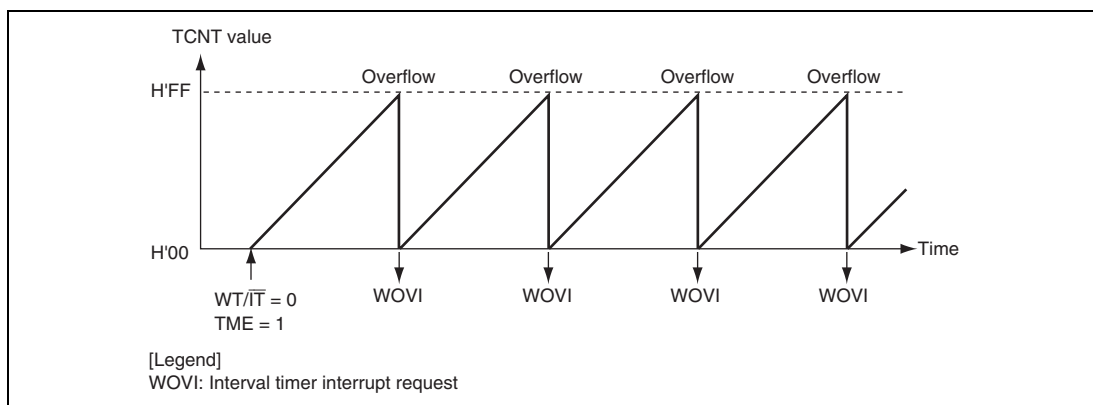 TCNT value
Overflow Overflow Overflow Overflow
H'FF
H'00
Time
WOVI WOVI WOVI WOVI
WT/I̅T̅ = 0
TME = 1
[Legend]
WOVI: Interval timer interrupt request